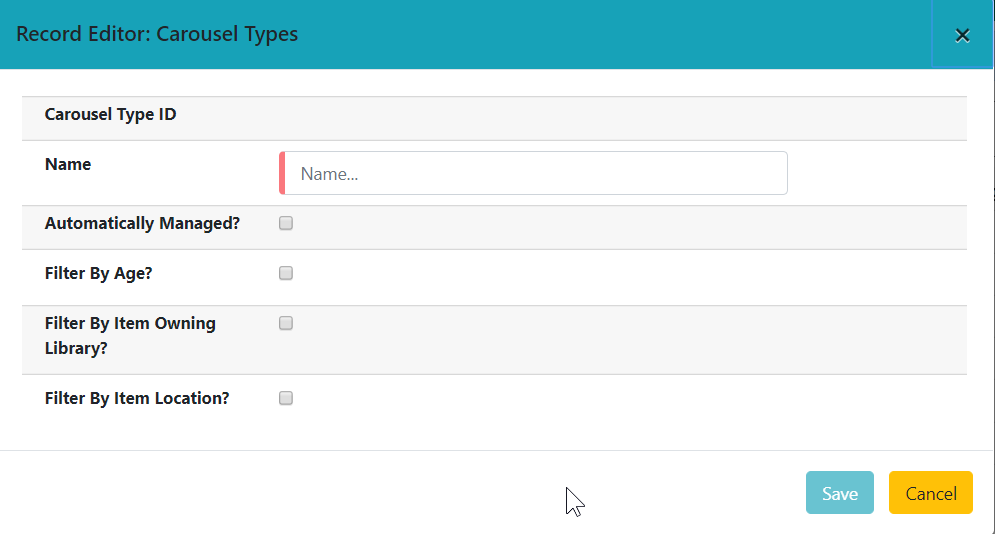 Record Editor: Carousel Types
Carousel Type ID
Name
Name...
Automatically Managed?
Filter By Age?
Filter By Item Owning
Library?
Filter By Item Location?
Save
Cancel